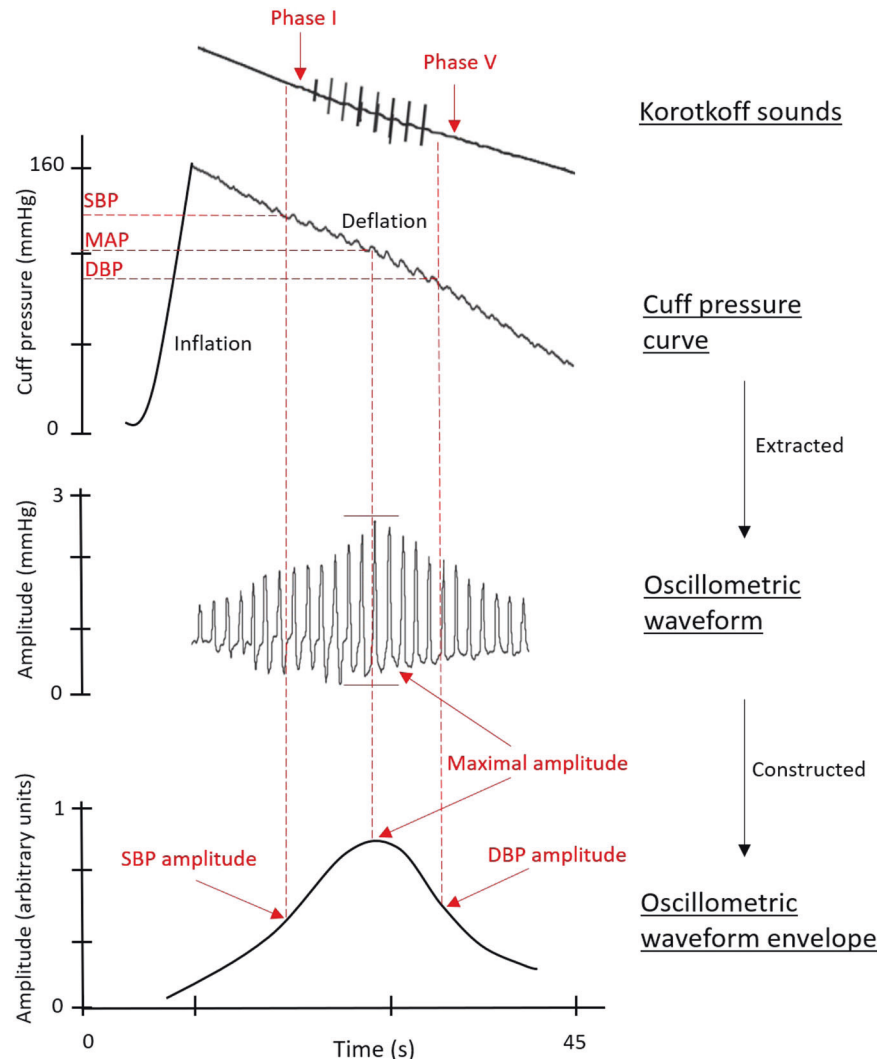 Phase I
Phase V
Korotkoff sounds
Cuff pressure (mmHg)
160
SBP
MAP
DBP
0
Deflation
Inflation
Cuff pressure
curve
Extracted
Amplitude (mmHg)
3
0
Oscillometric
waveform
Maximal amplitude
Constructed
Amplitude (arbitrary units)
1
0
SBP amplitude
DBP amplitude
Oscillometric
waveform envelope
0
Time (s)
45